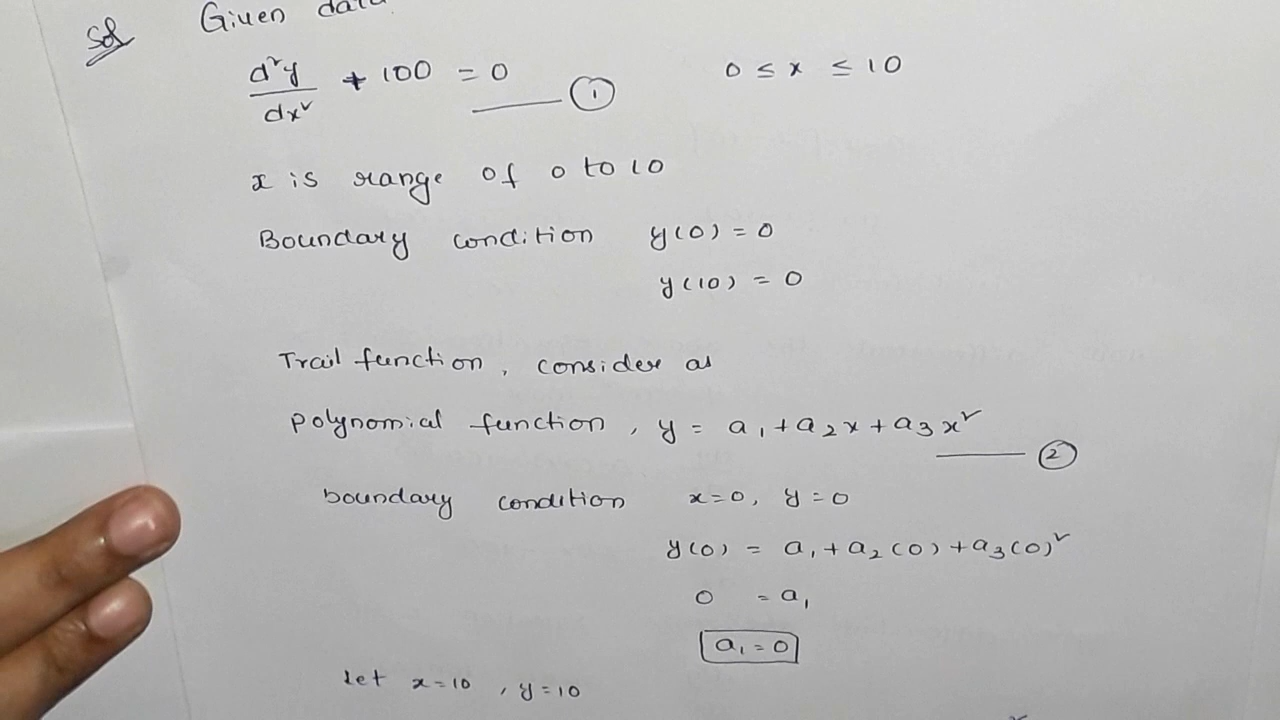 Sol Given data
d²y/dx² + 100 = 0 ——— ① 0 ≤ x ≤ 10
x is range of 0 to 10
Boundary condition y(0) = 0
y(10) = 0
Trail function, consider as
polynomial function, y = a₁ + a₂x + a₃x² ——— ②
boundary condition x=0, y=0
y(0) = a₁ + a₂(0) + a₃(0)²
0 = a₁
a₁ = 0
let x=10, y=10